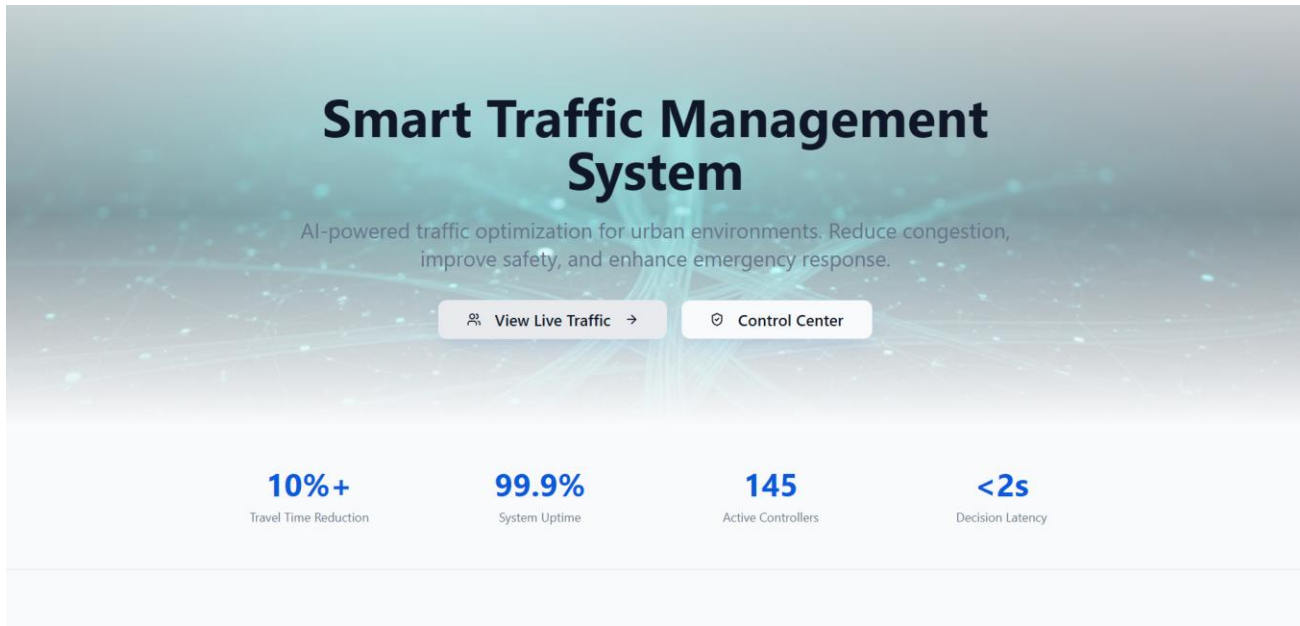 Smart Traffic Management
System
AI-powered traffic optimization for urban environments. Reduce congestion,
improve safety, and enhance emergency response.
View Live Traffic →
Control Center
10%+
99.9%
145
<2s
Travel Time Reduction
System Uptime
Active Controllers
Decision Latency